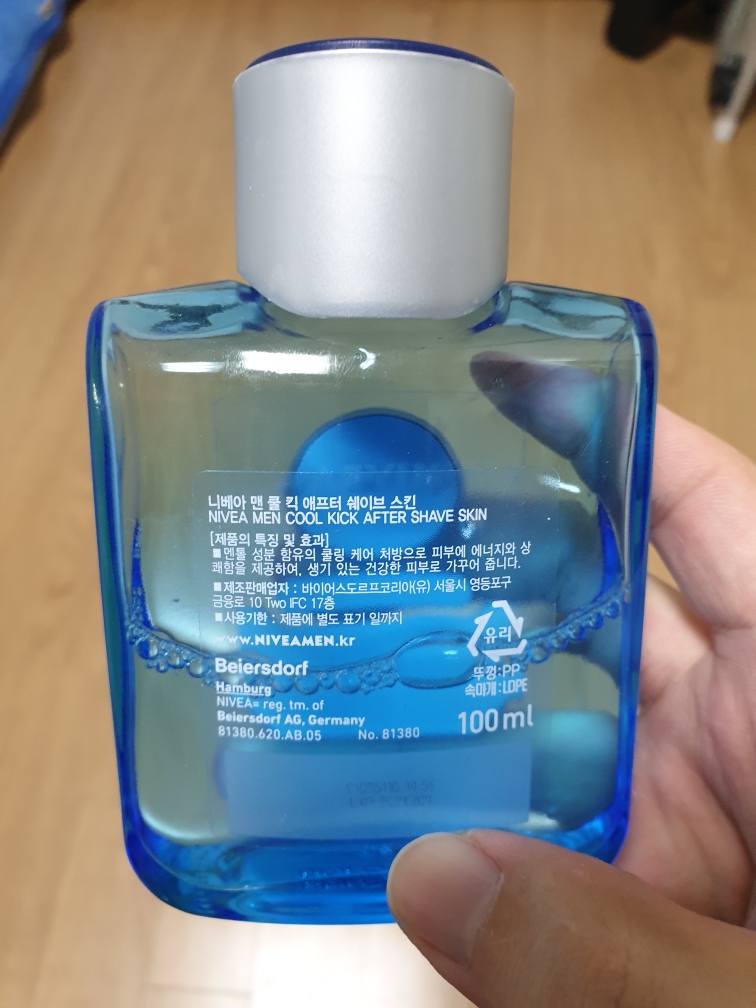 니베아 맨 쿨 킥 애프터 쉐이브 스킨
NIVEA MEN COOL KICK AFTER SHAVE SKIN
[제품의 특징 및 효과]
■멘톨 성분 함유의 쿨링 케어 처방으로 피부에 에너지와 상
쾌함을 제공하여, 생기 있는 건강한 피부로 가꾸어 줍니다.
■제조판매업자 : 바이어스도르프코리아(유) 서울시 영등포구
금융로 10 Two IFC 17층
■사용기한 : 제품에 별도 표기 일까지
www.NIVEAMEN.kr
유리
Beiersdorf
뚜껑:PP
속마개:LDPE
Hamburg
NIVEA= reg. tm. of
Beiersdorf AG, Germany
100ml
81380.620.AB.05 No. 81380